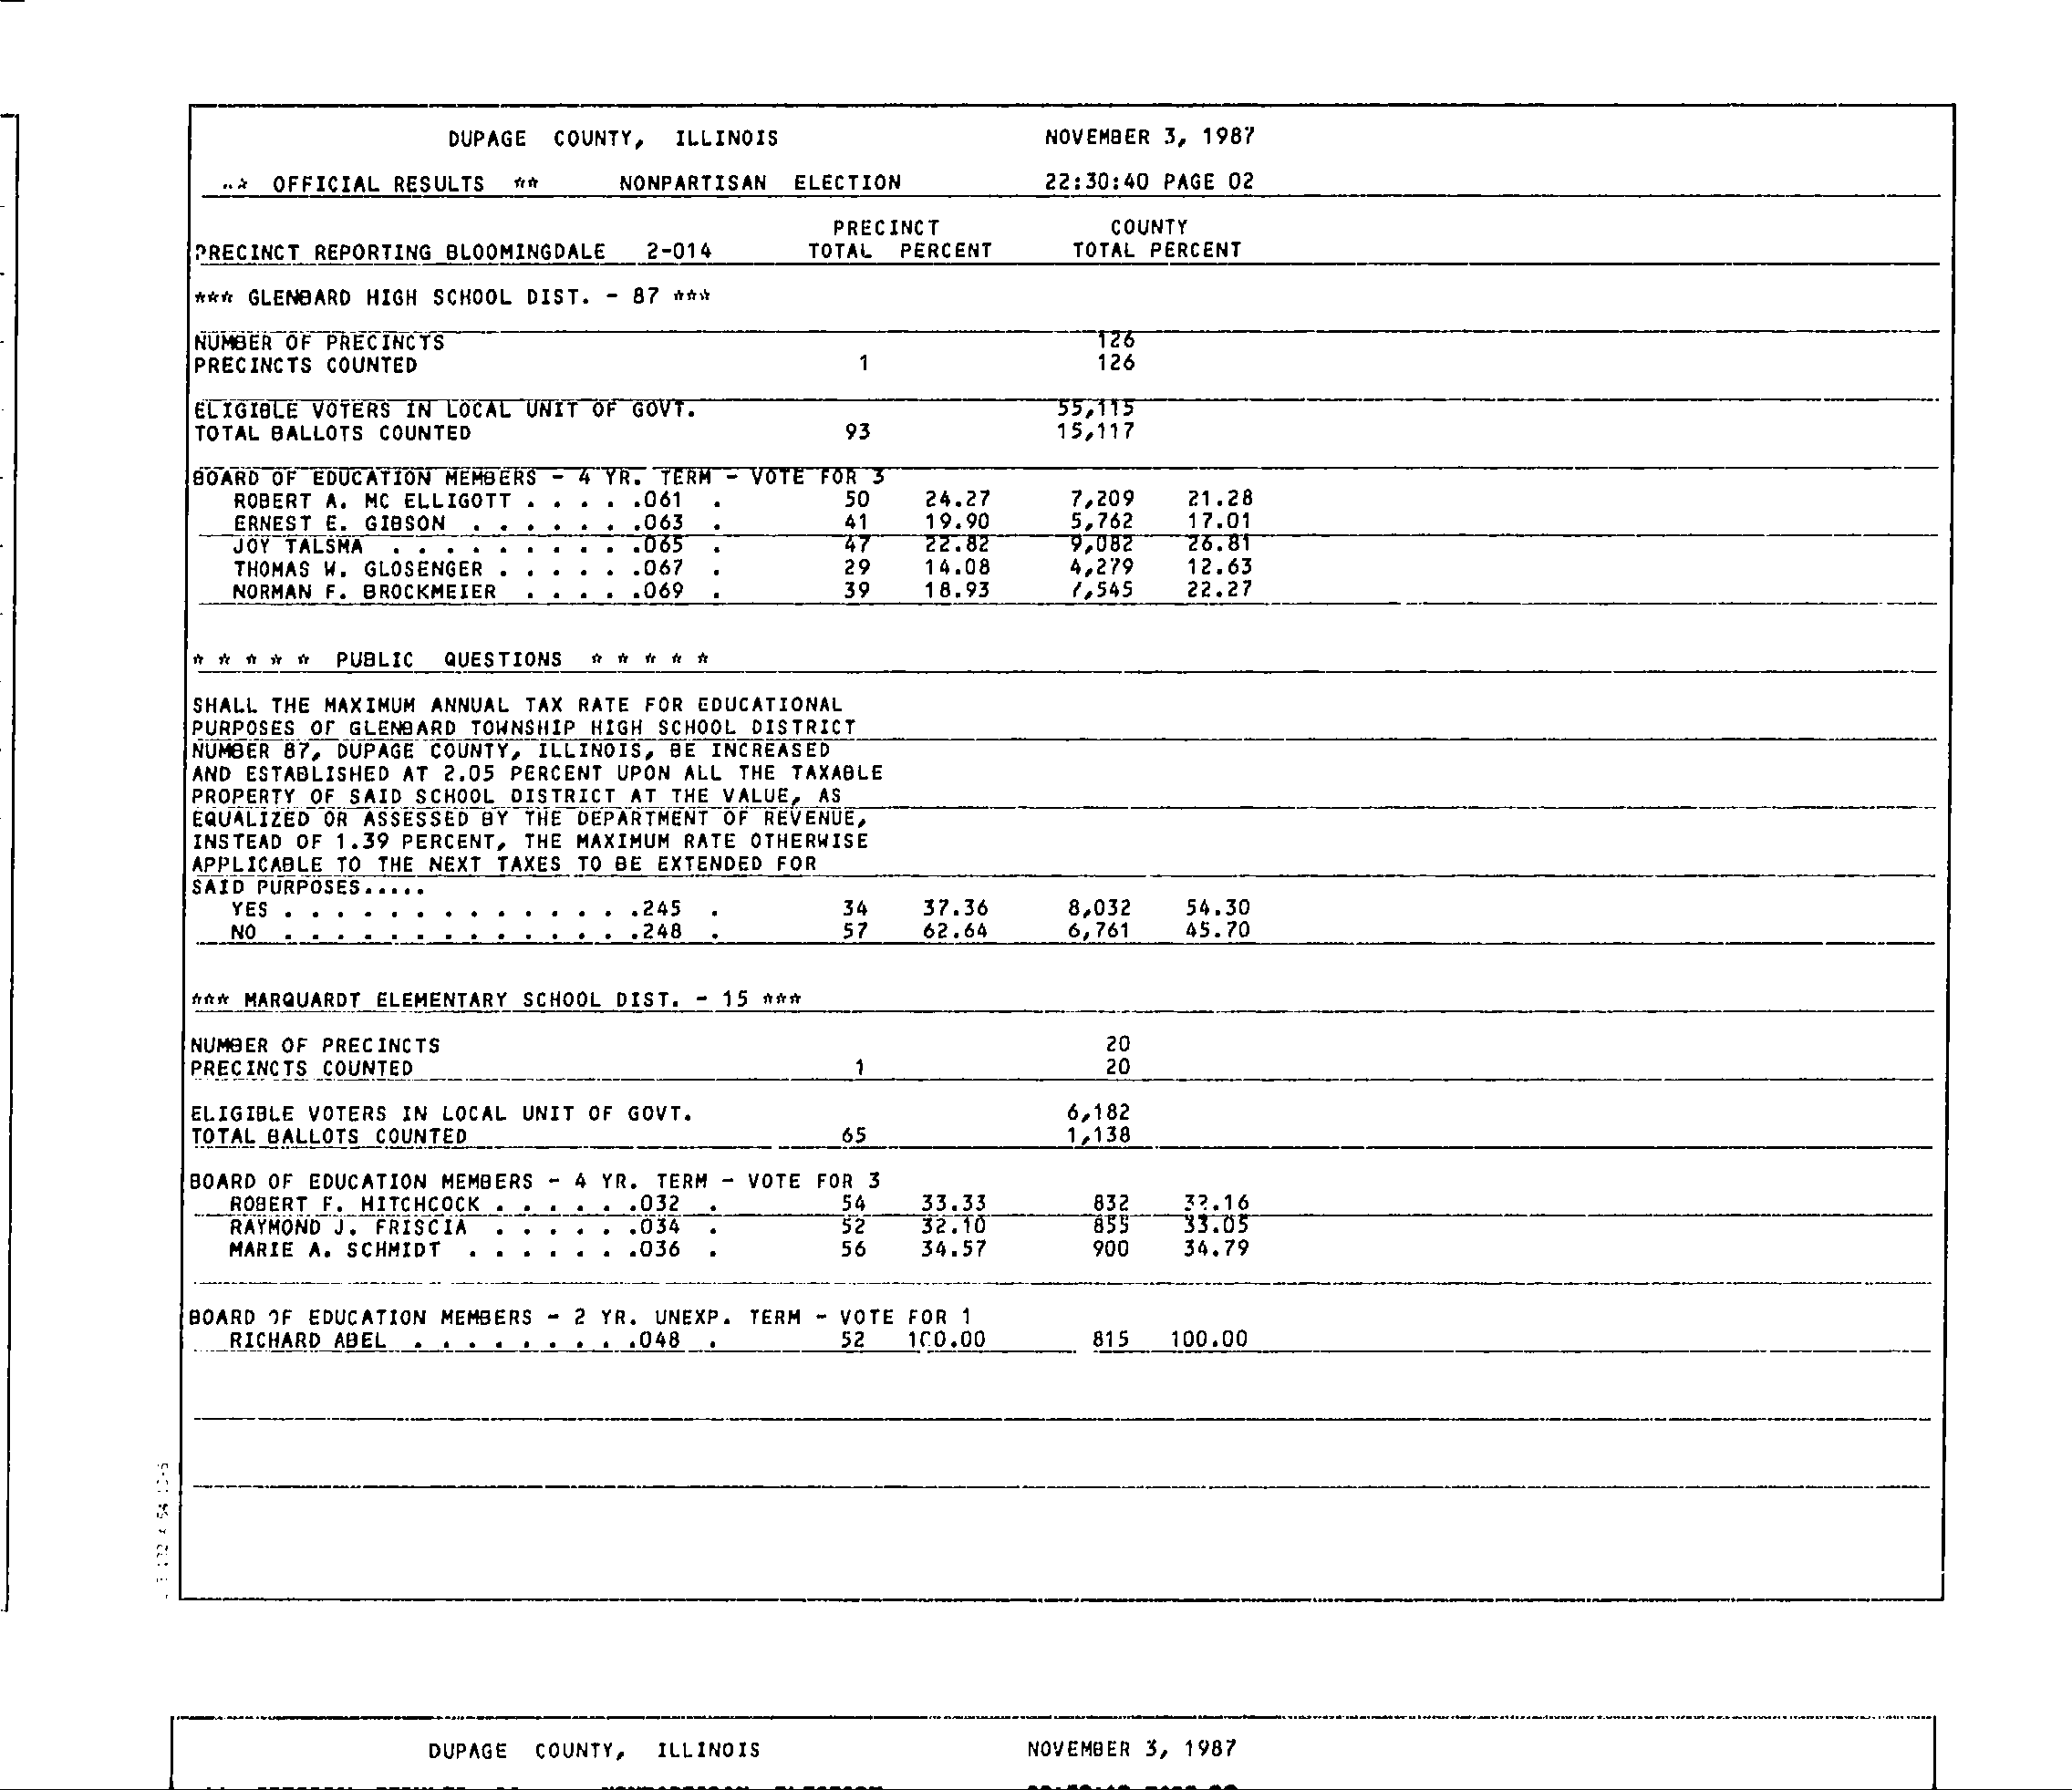 DUPAGE COUNTY, ILLINOIS NOVEMBER 3, 1987
** OFFICIAL RESULTS ** NONPARTISAN ELECTION 22:30:40 PAGE 02
PRECINCT COUNTY
PRECINCT REPORTING BLOOMINGDALE 2-014 TOTAL PERCENT TOTAL PERCENT
*** GLENBARD HIGH SCHOOL DIST. - 87 ***
NUMBER OF PRECINCTS 126
PRECINCTS COUNTED 1 126
ELIGIBLE VOTERS IN LOCAL UNIT OF GOVT. 55,115
TOTAL BALLOTS COUNTED 93 15,117
BOARD OF EDUCATION MEMBERS - 4 YR. TERM - VOTE FOR 3
ROBERT A. MC ELLIGOTT . . . . .061 . 50 24.27 7,209 21.28
ERNEST E. GIBSON . . . . . . .063 . 41 19.90 5,762 17.01
JOY TALSMA . . . . . . . . . .065 . 47 22.82 9,082 26.81
THOMAS W. GLOSENGER . . . . . .067 . 29 14.08 4,279 12.63
NORMAN F. BROCKMEIER . . . . .069 . 39 18.93 7,545 22.27
* * * * * PUBLIC QUESTIONS * * * * *
SHALL THE MAXIMUM ANNUAL TAX RATE FOR EDUCATIONAL
PURPOSES OF GLENBARD TOWNSHIP HIGH SCHOOL DISTRICT
NUMBER 87, DUPAGE COUNTY, ILLINOIS, BE INCREASED
AND ESTABLISHED AT 2.05 PERCENT UPON ALL THE TAXABLE
PROPERTY OF SAID SCHOOL DISTRICT AT THE VALUE, AS
EQUALIZED OR ASSESSED BY THE DEPARTMENT OF REVENUE,
INSTEAD OF 1.39 PERCENT, THE MAXIMUM RATE OTHERWISE
APPLICABLE TO THE NEXT TAXES TO BE EXTENDED FOR
SAID PURPOSES.....
YES . . . . . . . . . . . . . .245 . 34 37.36 8,032 54.30
NO . . . . . . . . . . . . . .248 . 57 62.64 6,761 45.70
*** MARQUARDT ELEMENTARY SCHOOL DIST. - 15 ***
NUMBER OF PRECINCTS 20
PRECINCTS COUNTED 1 20
ELIGIBLE VOTERS IN LOCAL UNIT OF GOVT. 6,182
TOTAL BALLOTS COUNTED 65 1,138
BOARD OF EDUCATION MEMBERS - 4 YR. TERM - VOTE FOR 3
ROBERT F. HITCHCOCK . . . . . .032 . 54 33.33 832 32.16
RAYMOND J. FRISCIA . . . . . .034 . 52 32.10 855 33.05
MARIE A. SCHMIDT . . . . . . .036 . 56 34.57 900 34.79
BOARD OF EDUCATION MEMBERS - 2 YR. UNEXP. TERM - VOTE FOR 1
RICHARD ABEL . . . . . . . . .048 . 52 100.00 815 100.00
DUPAGE COUNTY, ILLINOIS NOVEMBER 3, 1987